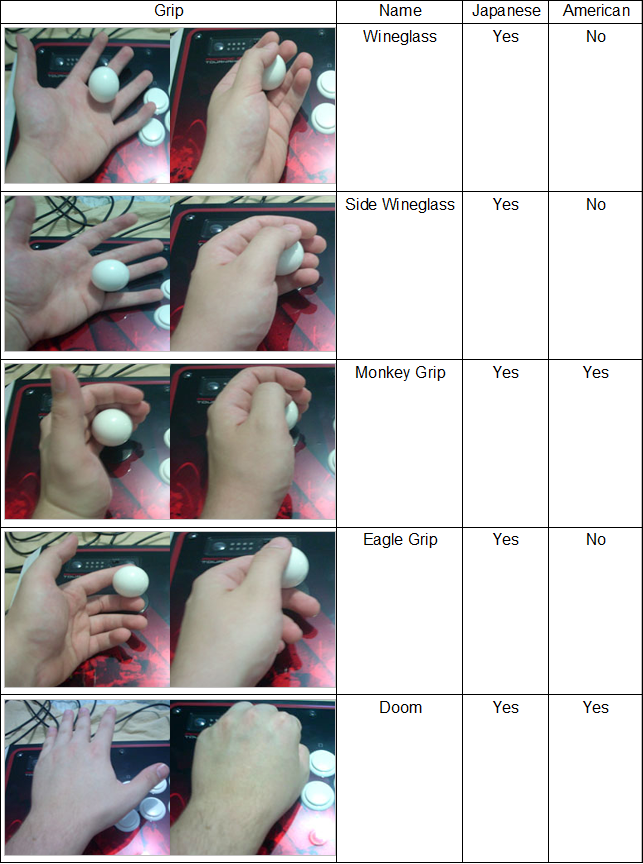 Grip Name Japanese American
Wineglass Yes No
Side Wineglass Yes No
Monkey Grip Yes Yes
Eagle Grip Yes No
Doom Yes Yes